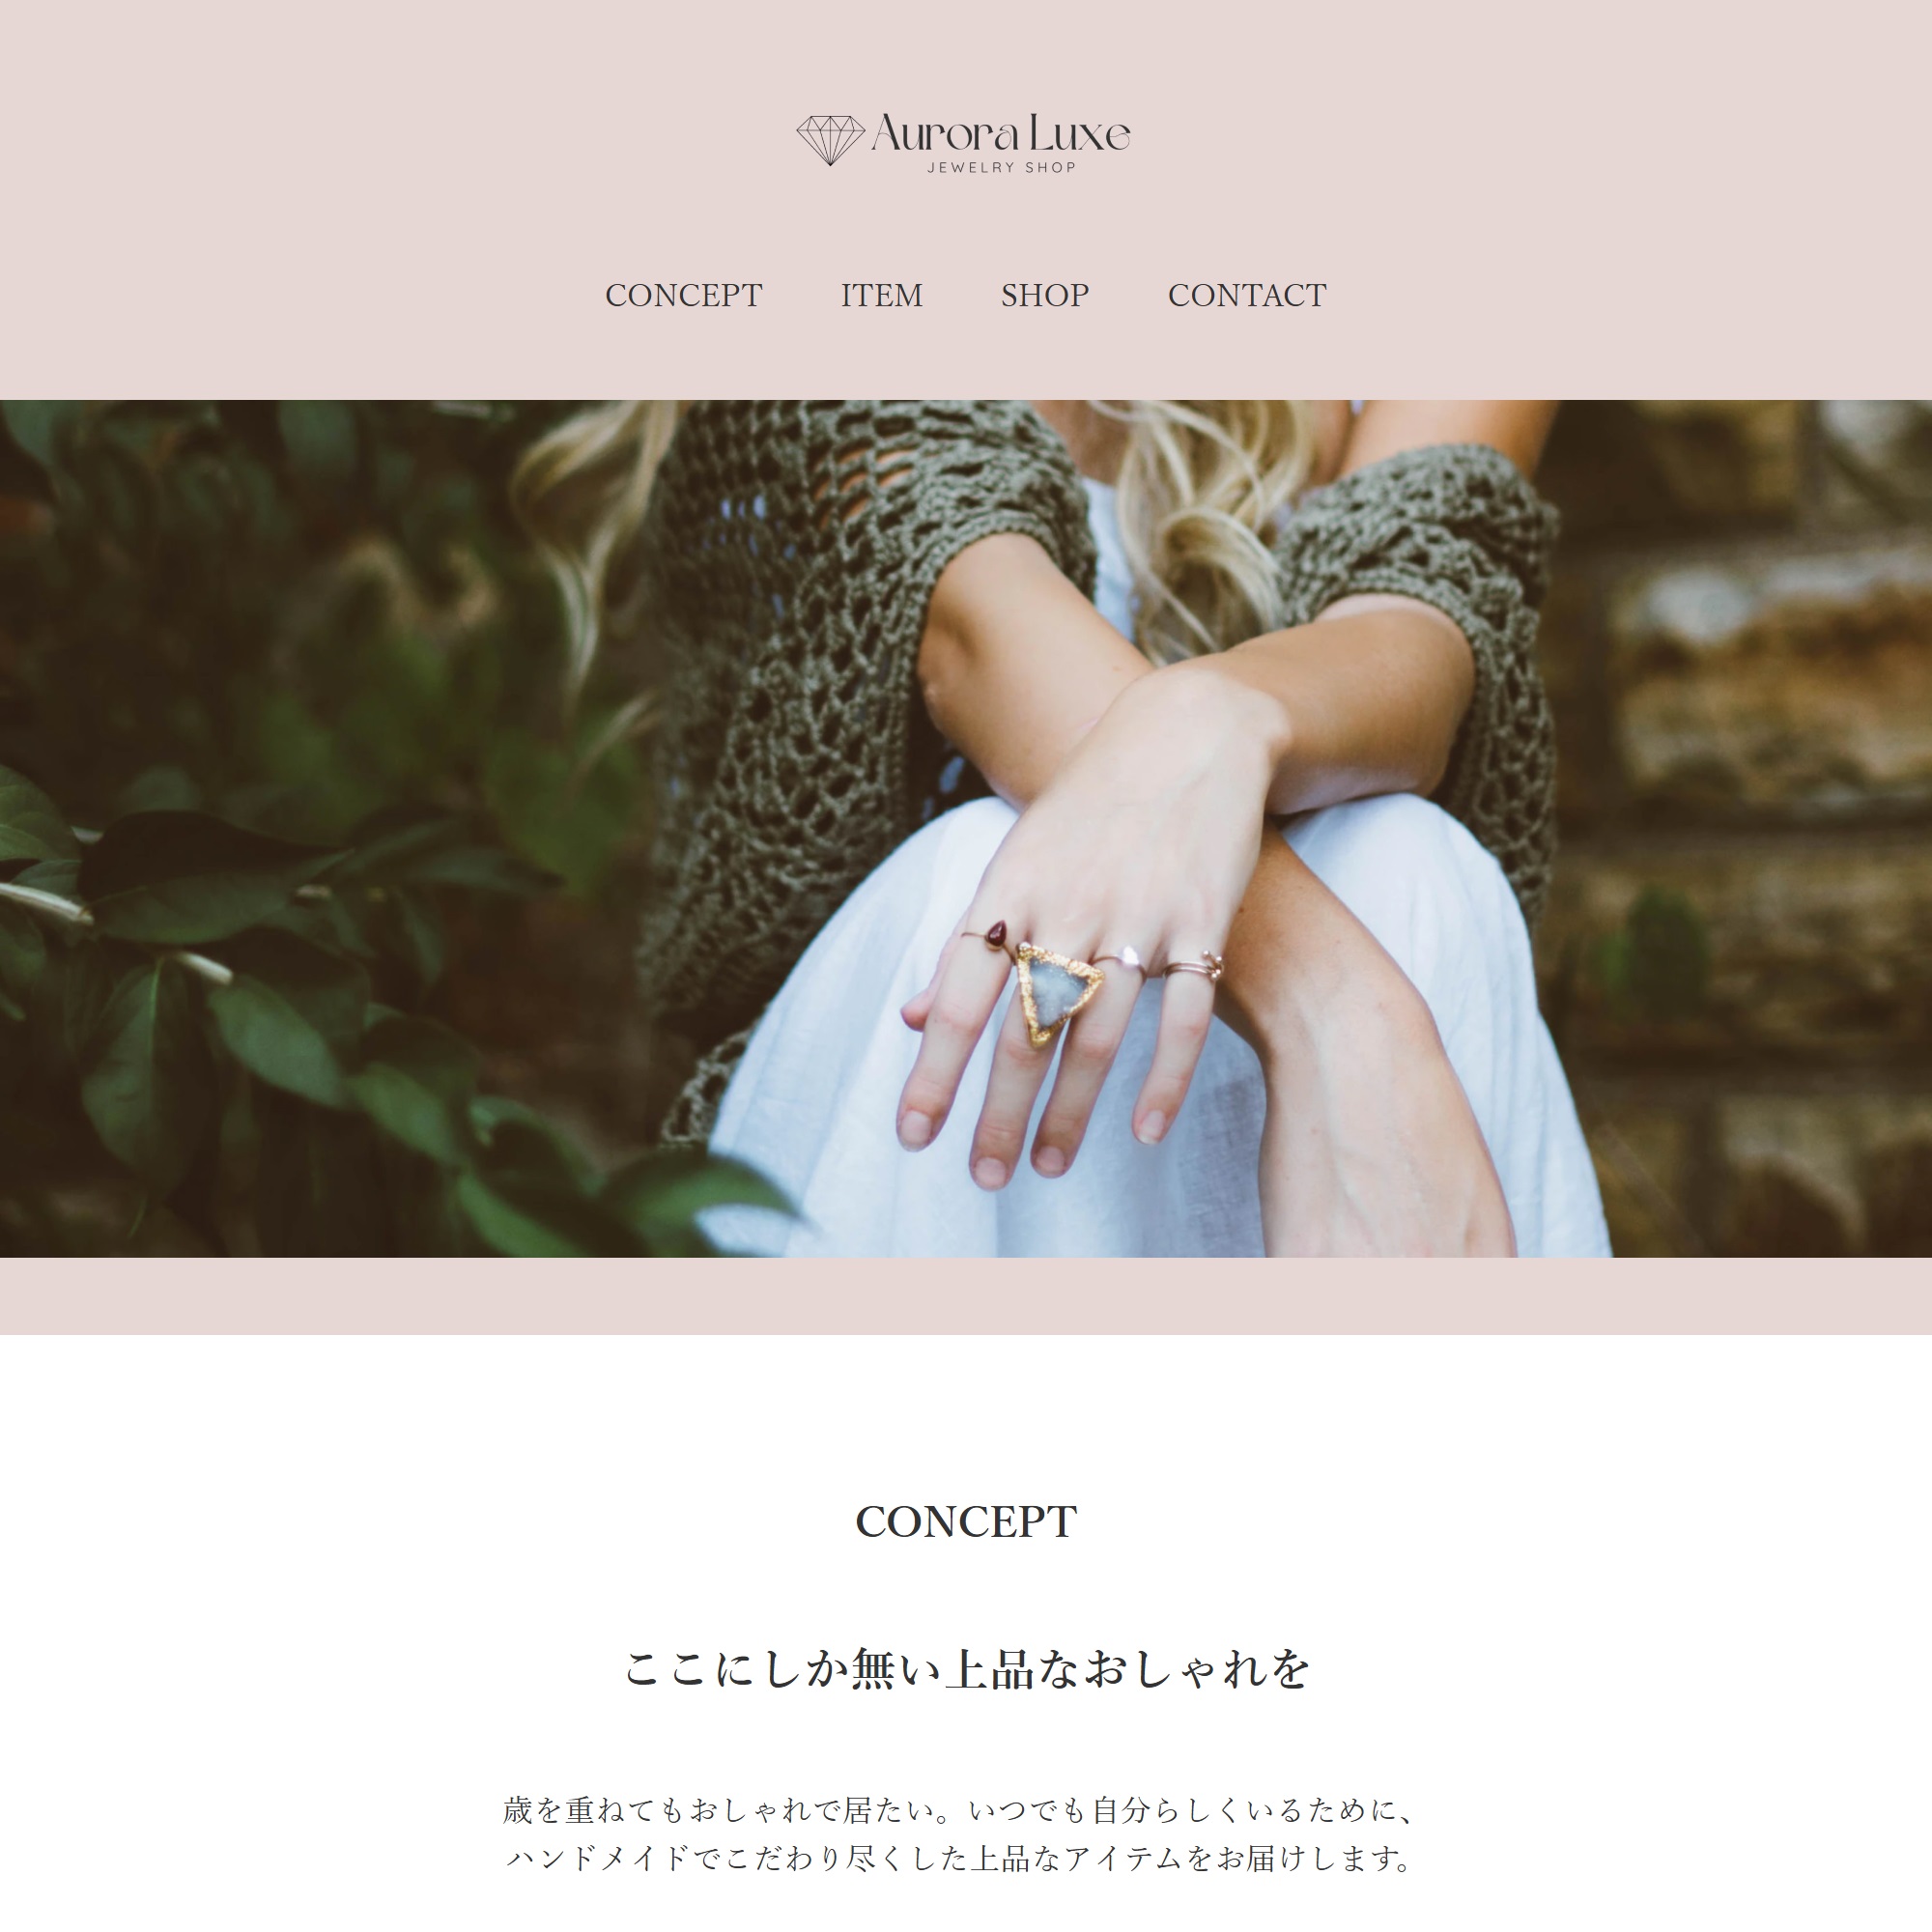 Aurora Luxe
JEWELRY SHOP
CONCEPT ITEM SHOP CONTACT
CONCEPT
ここにしか無い上品なおしゃれを
歳を重ねてもおしゃれで居たい。いつでも自分らしくいるために、
ハンドメイドでこだわり尽くした上品なアイテムをお届けします。